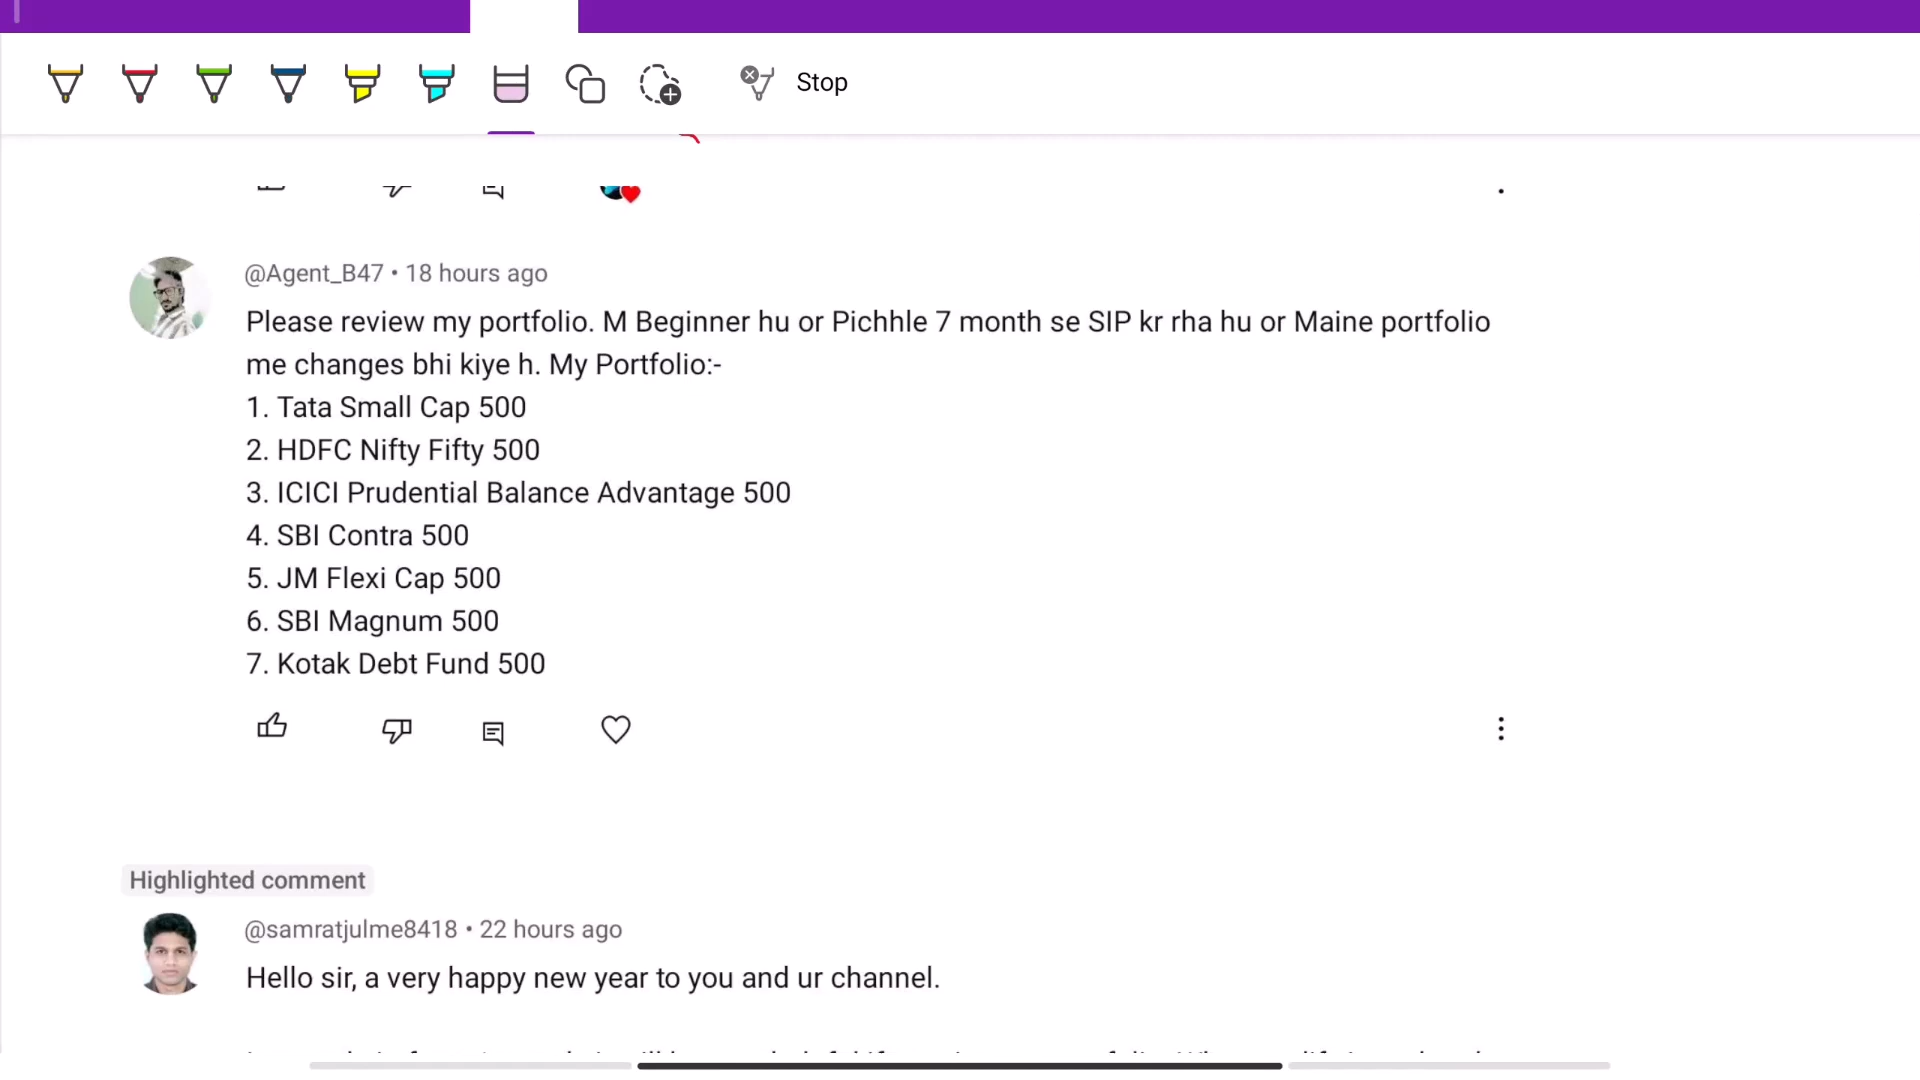 Stop
@Agent_B47 • 18 hours ago
Please review my portfolio. M Beginner hu or Pichhle 7 month se SIP kr rha hu or Maine portfolio
me changes bhi kiye h. My Portfolio:-
1. Tata Small Cap 500
2. HDFC Nifty Fifty 500
3. ICICI Prudential Balance Advantage 500
4. SBI Contra 500
5. JM Flexi Cap 500
6. SBI Magnum 500
7. Kotak Debt Fund 500
Highlighted comment
@samratjulme8418 • 22 hours ago
Hello sir, a very happy new year to you and ur channel.